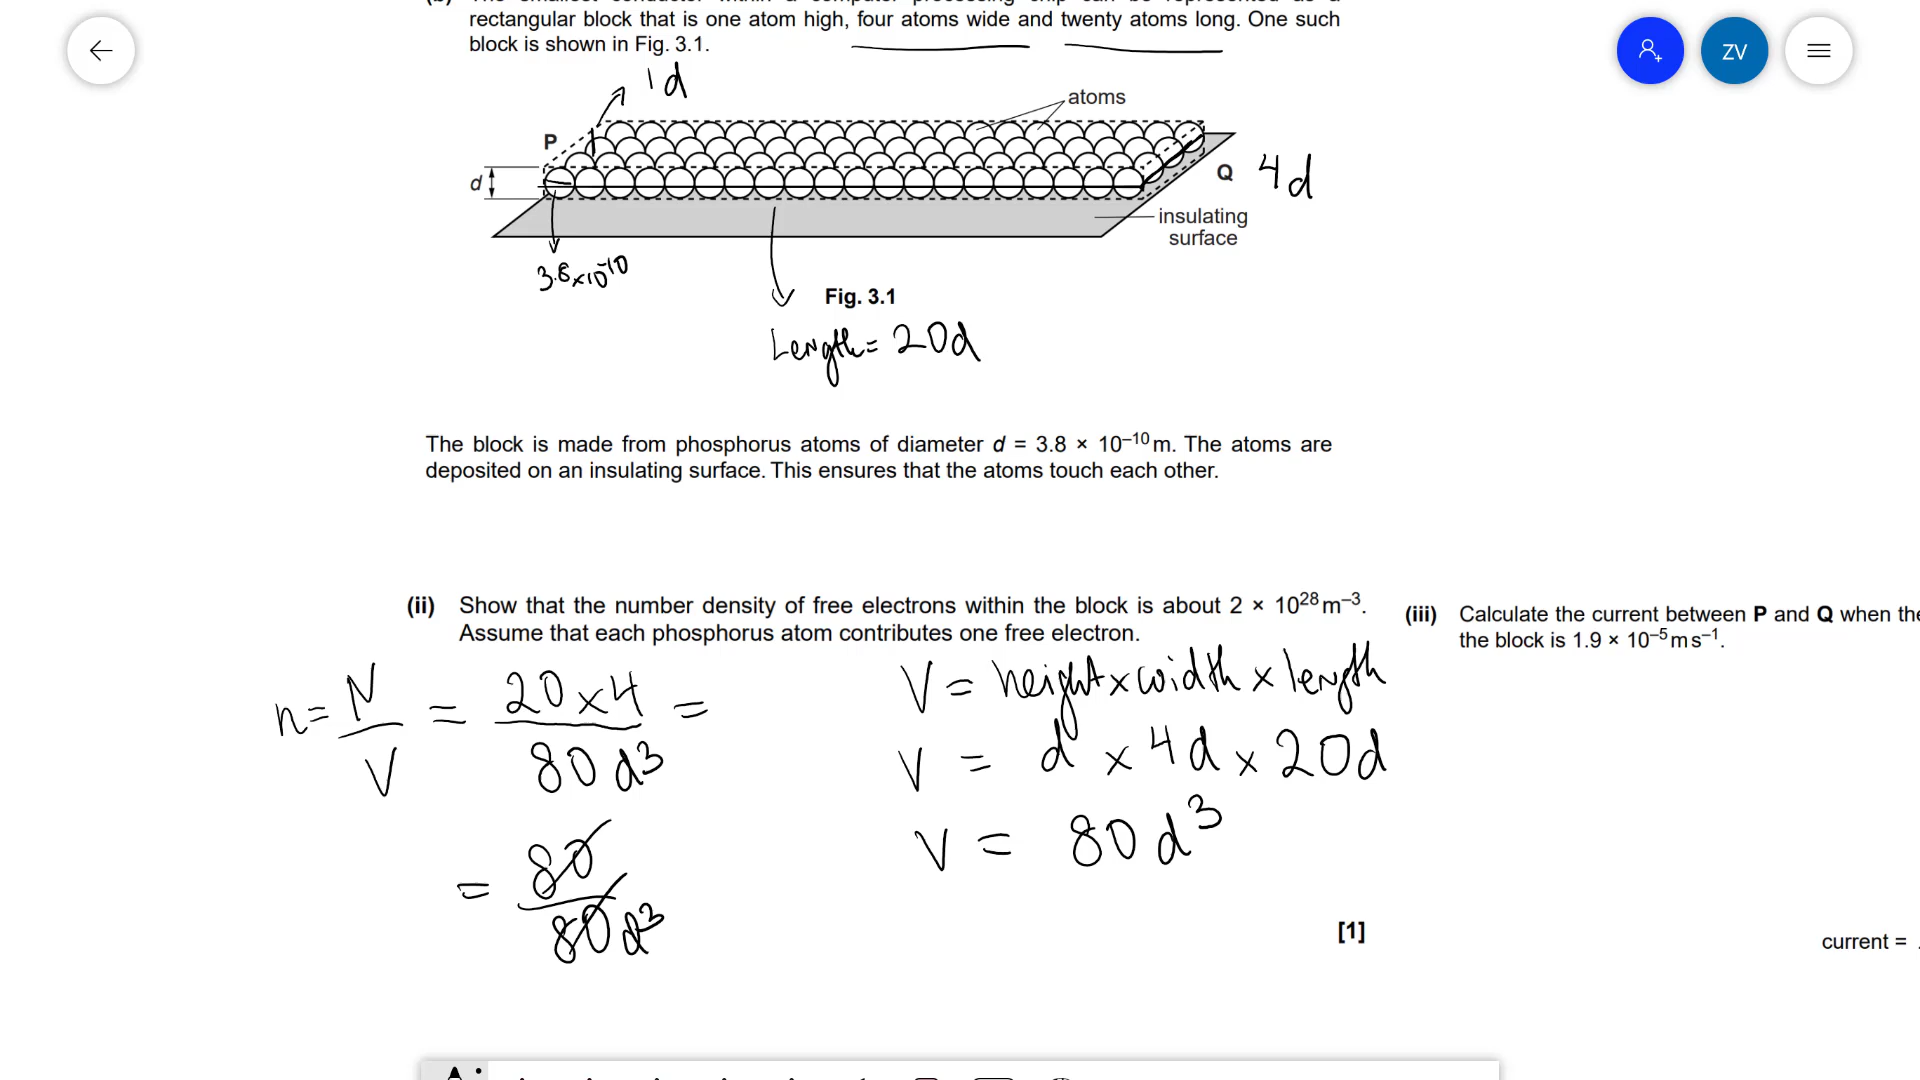 rectangular block that is one atom high, four atoms wide and twenty atoms long. One such
block is shown in Fig. 3.1.
ZV
1d
atoms
P
d
Q
4d
insulating
surface
3.8×10⁻¹⁰
Fig. 3.1
Length = 20d
The block is made from phosphorus atoms of diameter d = 3.8 × 10⁻¹⁰ m. The atoms are
deposited on an insulating surface. This ensures that the atoms touch each other.
(ii) Show that the number density of free electrons within the block is about 2 × 10²⁸ m⁻³.
Assume that each phosphorus atom contributes one free electron.
(iii) Calculate the current between P and Q when the
the block is 1.9 × 10⁻⁵ m s⁻¹.
n = N/V = 20×4/80d³ =
= 80/80d³
V = height × width × length
V = d × 4d × 20d
V = 80d³
[1]
current =